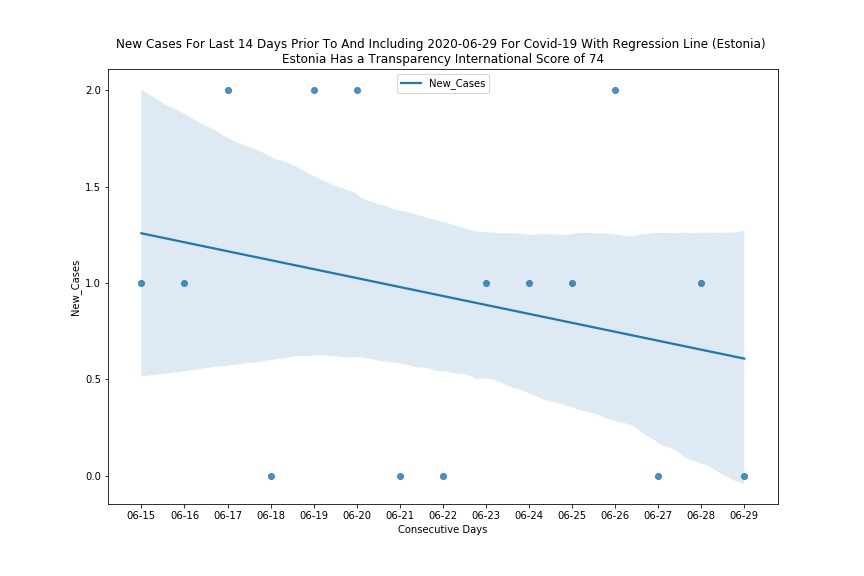 New Cases For Last 14 Days Prior To And Including 2020-06-29 For Covid-19 With Regression Line (Estonia)
Estonia Has a Transparency International Score of 74
New_Cases
2.0
1.5
1.0
0.5
0.0
New_Cases
06-15 06-16 06-17 06-18 06-19 06-20 06-21 06-22 06-23 06-24 06-25 06-26 06-27 06-28 06-29
Consecutive Days